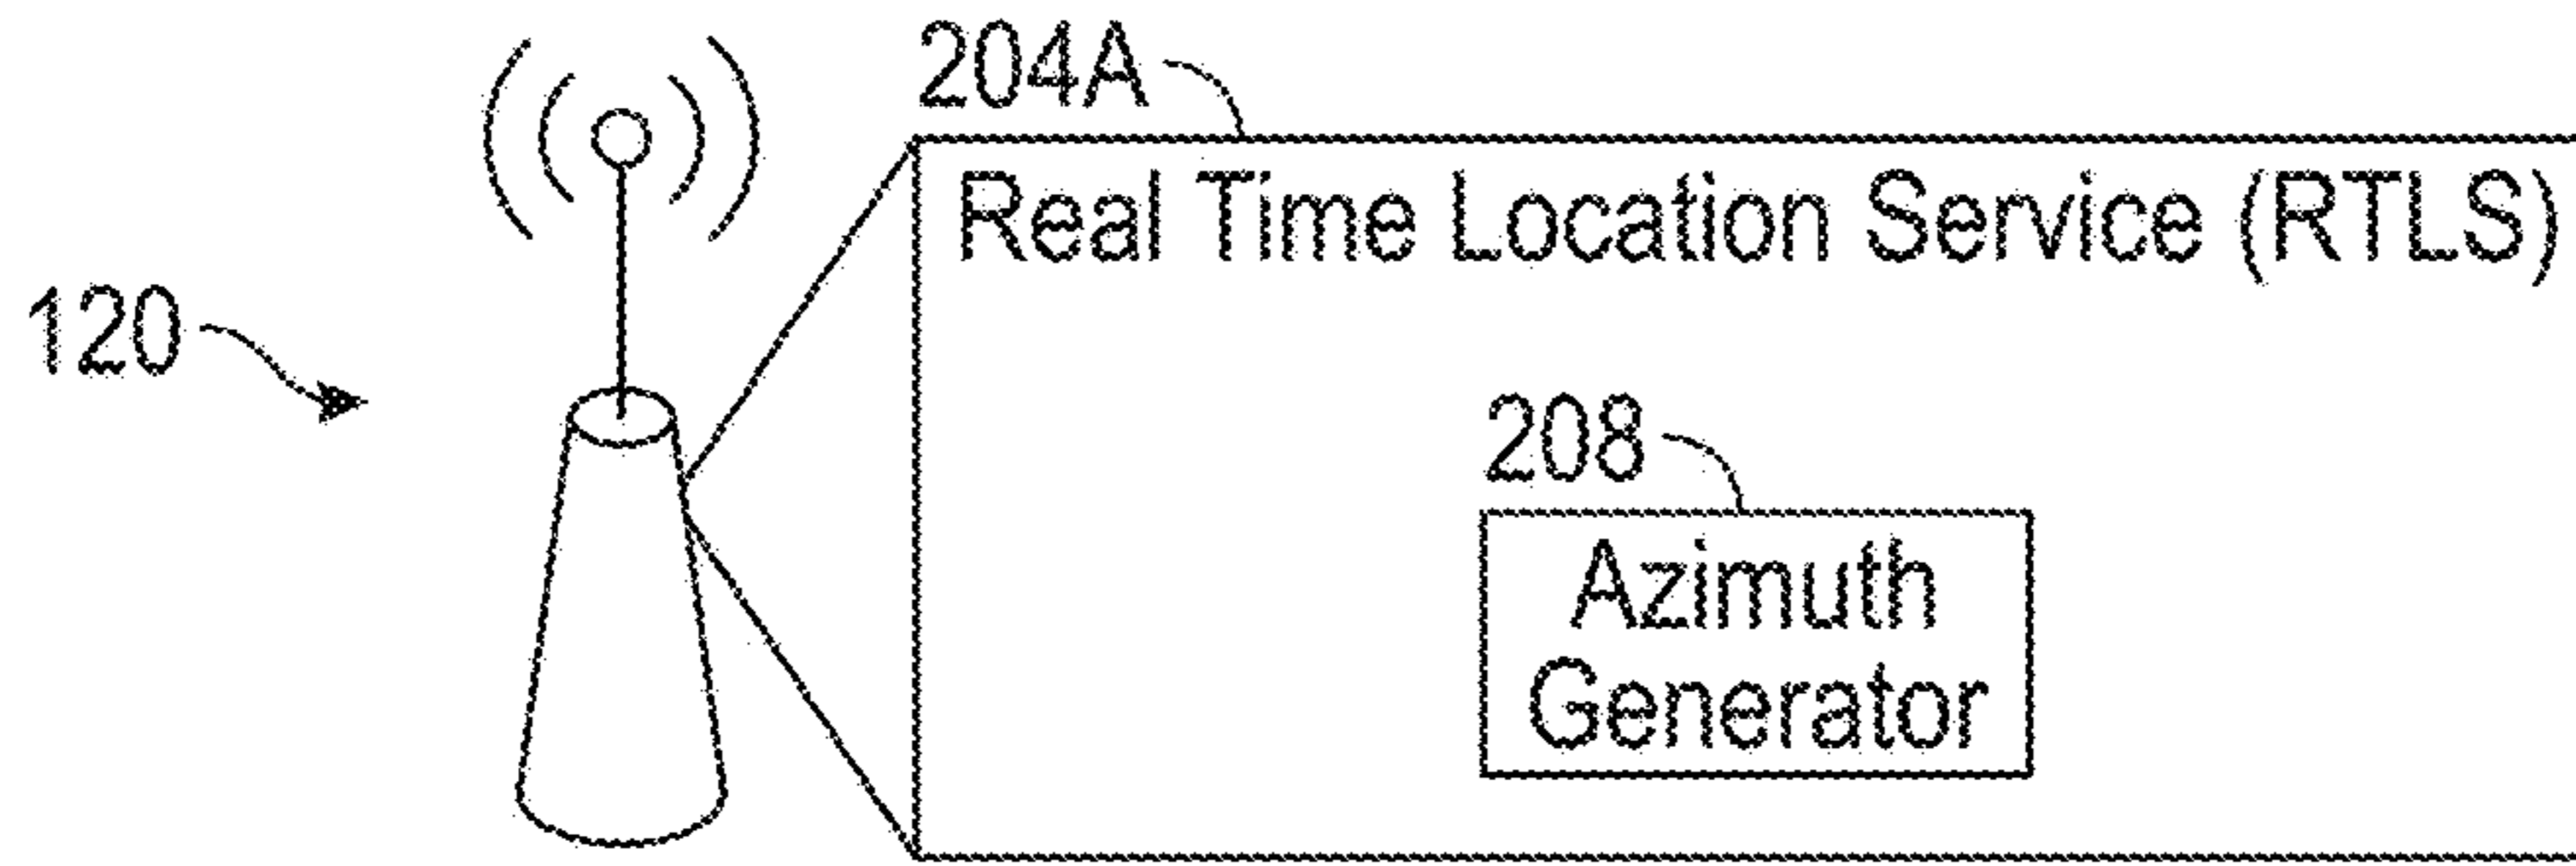 204A
Real Time Location Service (RTLS)
120
208
Azimuth
Generator